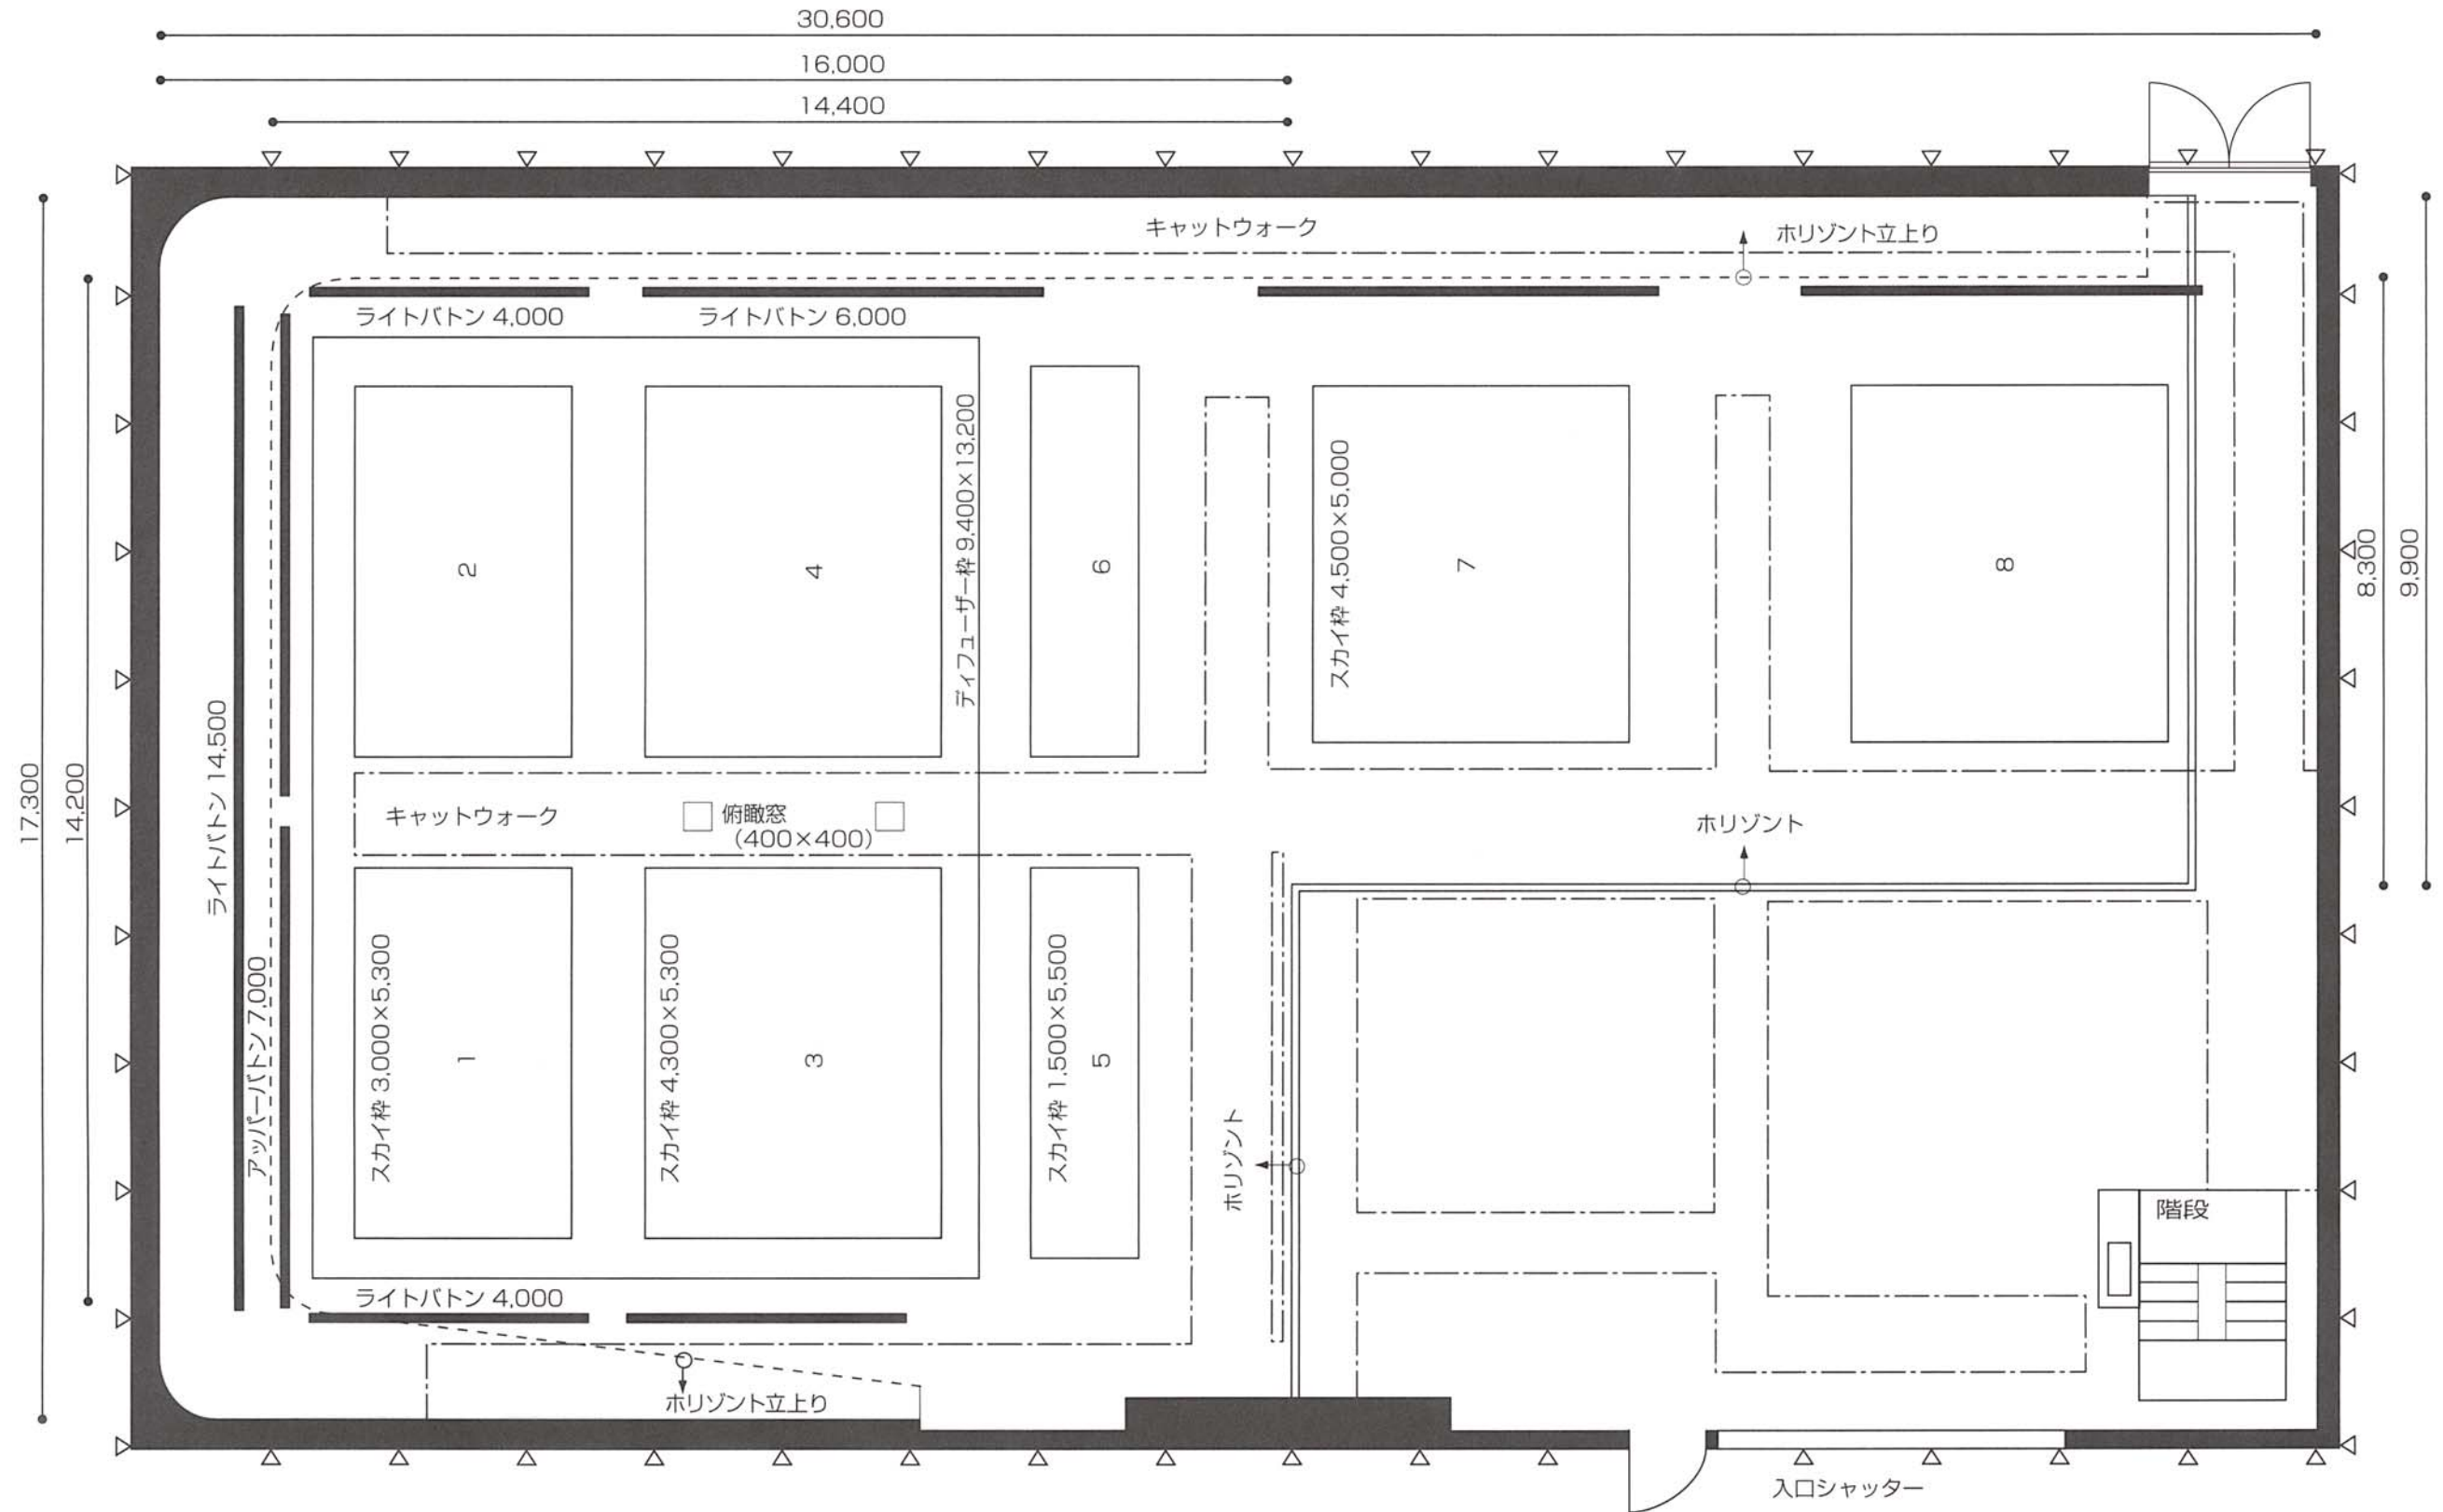 30,600
16,000
14,400
キャットウォーク
ホリゾント立上り
ライトバトン 4,000
ライトバトン 6,000
2
4
ディフューザー枠 9,400×13,200
6
スカイ枠 4,500×5,000
7
8
8,300
9,900
17,300
14,200
ライトバトン 14,500
アッパーバトン 7,000
キャットウォーク
俯瞰窓
(400×400)
ホリゾント
スカイ枠 3,000×5,300
1
スカイ枠 4,300×5,300
3
スカイ枠 1,500×5,500
5
ホリゾント
階段
ライトバトン 4,000
ホリゾント立上り
入口シャッター